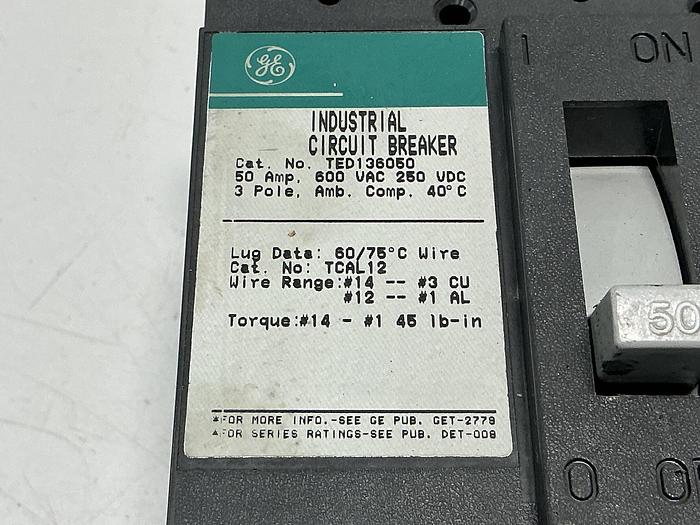 GE
INDUSTRIAL
CIRCUIT BREAKER
Cat. No. TED136050
50 Amp, 600 VAC 250 VDC
3 Pole, Amb. Comp. 40°C
Lug Data: 60/75°C Wire
Cat. No: TCAL12
Wire Range:#14 -- #3 CU
#12 -- #1 AL
Torque:#14 - #1 45 lb-in
*FOR MORE INFO.-SEE GE PUB. GET-2779
▲FOR SERIES RATINGS-SEE PUB. DET-008
I ON
50
O